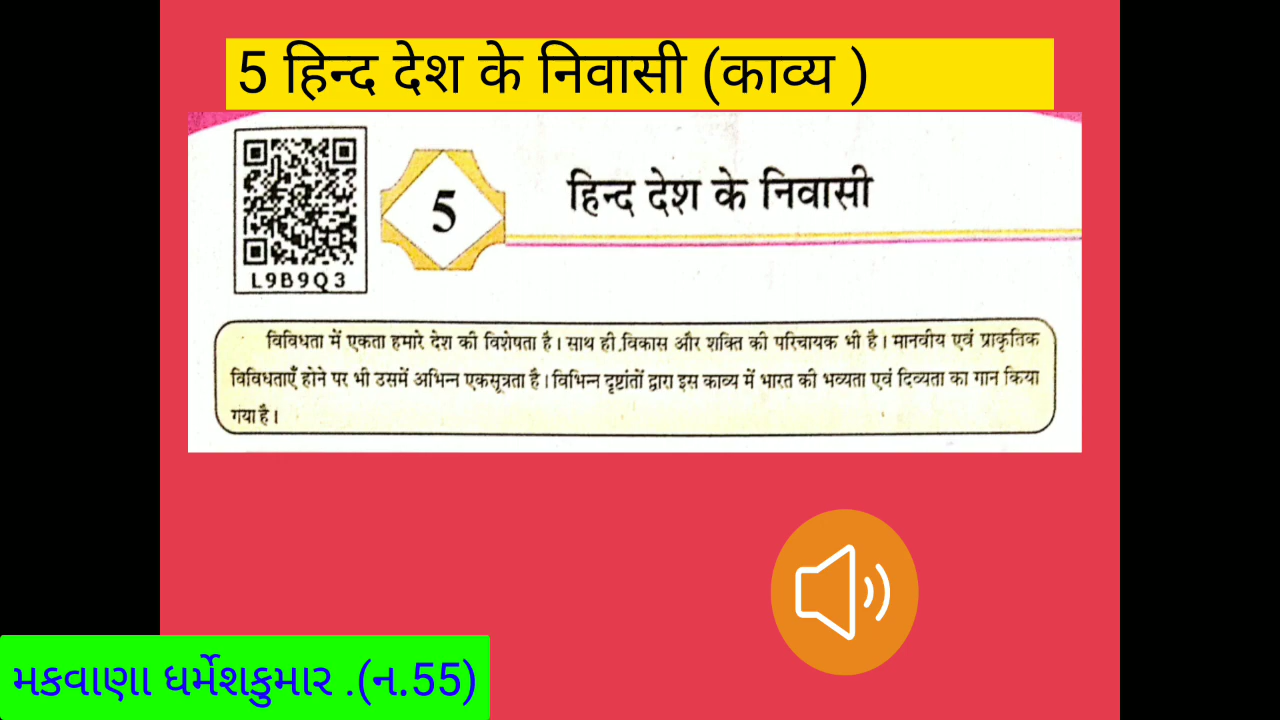 5 हिन्द देश के निवासी (काव्य )
5
हिन्द देश के निवासी
L9B9Q3
विविधता में एकता हमारे देश की विशेषता है। साथ ही विकास और शक्ति की परिचायक भी है। मानवीय एवं प्राकृतिक
विविधताएँ होने पर भी उसमें अभिन्न एकसूत्रता है। विभिन्न दृष्टांतों द्वारा इस काव्य में भारत की भव्यता एवं दिव्यता का गान किया
गया है।
મકવાણા ધર્મેશકુમાર .(ન.55)